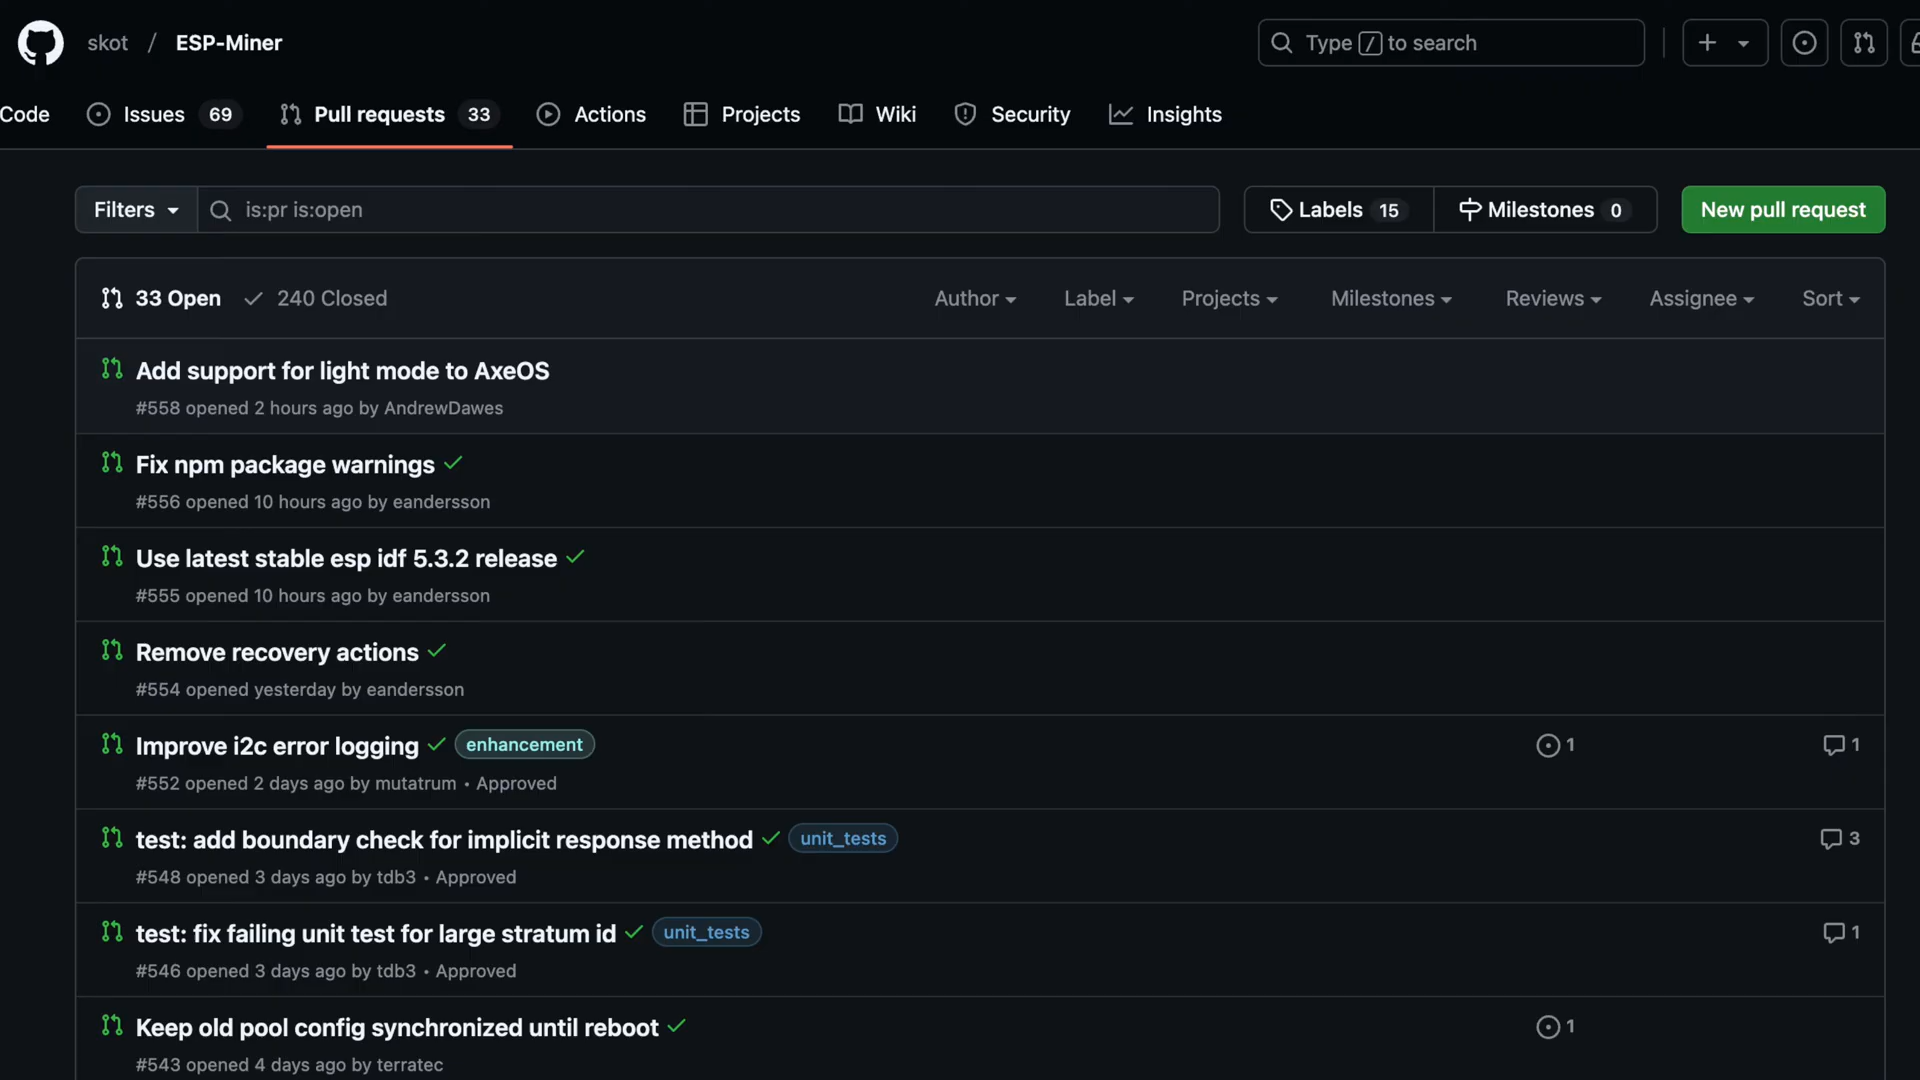 skot / ESP-Miner
Type / to search
Code
Issues 69
Pull requests 33
Actions
Projects
Wiki
Security
Insights
Filters
is:pr is:open
Labels 15
Milestones 0
New pull request
33 Open
240 Closed
Author
Label
Projects
Milestones
Reviews
Assignee
Sort
Add support for light mode to AxeOS
#558 opened 2 hours ago by AndrewDawes
Fix npm package warnings
#556 opened 10 hours ago by eandersson
Use latest stable esp idf 5.3.2 release
#555 opened 10 hours ago by eandersson
Remove recovery actions
#554 opened yesterday by eandersson
Improve i2c error logging enhancement 1 1
#552 opened 2 days ago by mutatrum • Approved
test: add boundary check for implicit response method unit_tests 3
#548 opened 3 days ago by tdb3 • Approved
test: fix failing unit test for large stratum id unit_tests 1
#546 opened 3 days ago by tdb3 • Approved
Keep old pool config synchronized until reboot 1
#543 opened 4 days ago by terratec